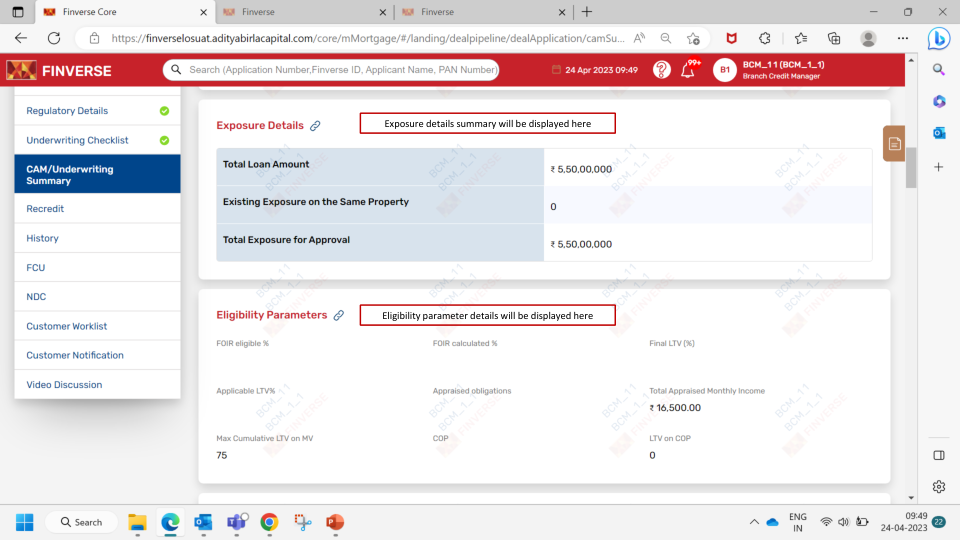 Finverse Core
Finverse
Finverse
https://finverselosuat.adityabirlacapital.com/core/mMortgage/#/landing/dealpipeline/dealApplication/camSu...
FINVERSE
Search (Application Number,Finverse ID, Applicant Name, PAN Number)
24 Apr 2023 09:49
99+
B1
BCM_11 (BCM_1_1)
Branch Credit Manager
Regulatory Details
Underwriting Checklist
CAM/Underwriting
Summary
Recredit
History
FCU
NDC
Customer Worklist
Customer Notification
Video Discussion
Exposure Details
Exposure details summary will be displayed here
Total Loan Amount
₹ 5,50,00,000
Existing Exposure on the Same Property
0
Total Exposure for Approval
₹ 5,50,00,000
Eligibility Parameters
Eligibility parameter details will be displayed here
FOIR eligible %
FOIR calculated %
Final LTV (%)
Applicable LTV%
Appraised obligations
Total Appraised Monthly Income
₹ 16,500.00
Max Cumulative LTV on MV
75
COP
LTV on COP
0
BCM_11
BCM_1_1
FINVERSE
Search
ENG
IN
09:49
24-04-2023
22